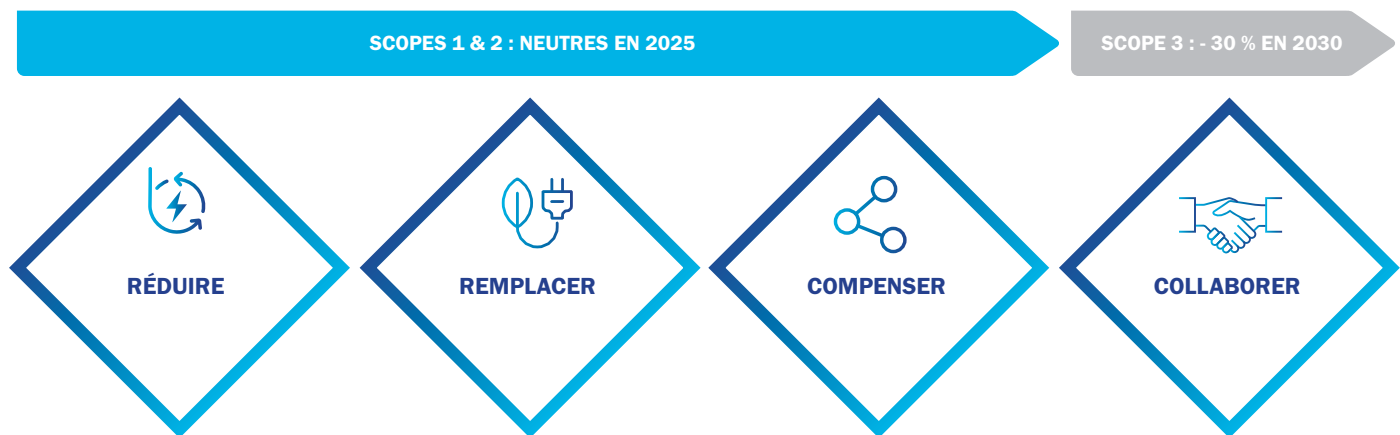 SCOPES 1 & 2 : NEUTRES EN 2025
SCOPE 3 : - 30 % EN 2030
RÉDUIRE
REMPLACER
COMPENSER
COLLABORER